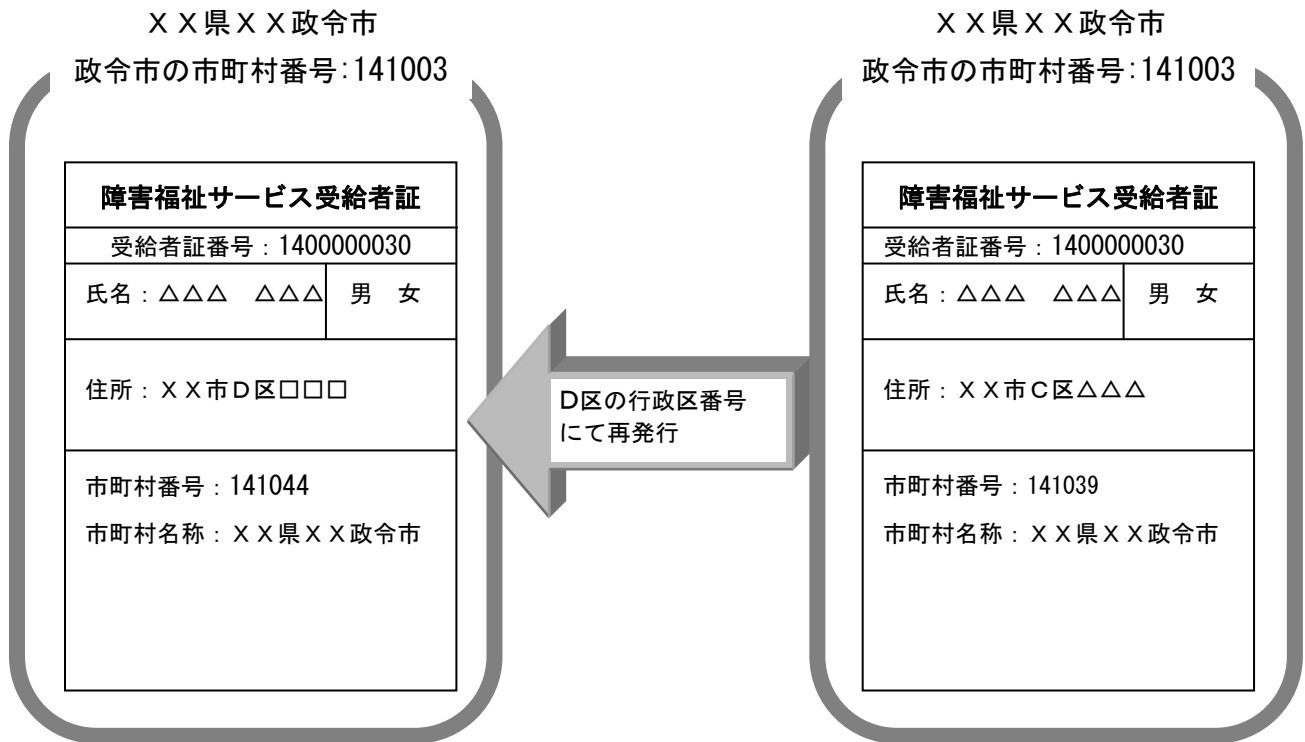 ＸＸ県ＸＸ政令市
政令市の市町村番号：141003
障害福祉サービス受給者証
受給者証番号：1400000030
氏名：△△△　△△△
男　女
住所：ＸＸ市Ｄ区□□□
市町村番号：141044
市町村名称：ＸＸ県ＸＸ政令市
D区の行政区番号
にて再発行
ＸＸ県ＸＸ政令市
政令市の市町村番号：141003
障害福祉サービス受給者証
受給者証番号：1400000030
氏名：△△△　△△△
男　女
住所：ＸＸ市Ｃ区△△△
市町村番号：141039
市町村名称：ＸＸ県ＸＸ政令市